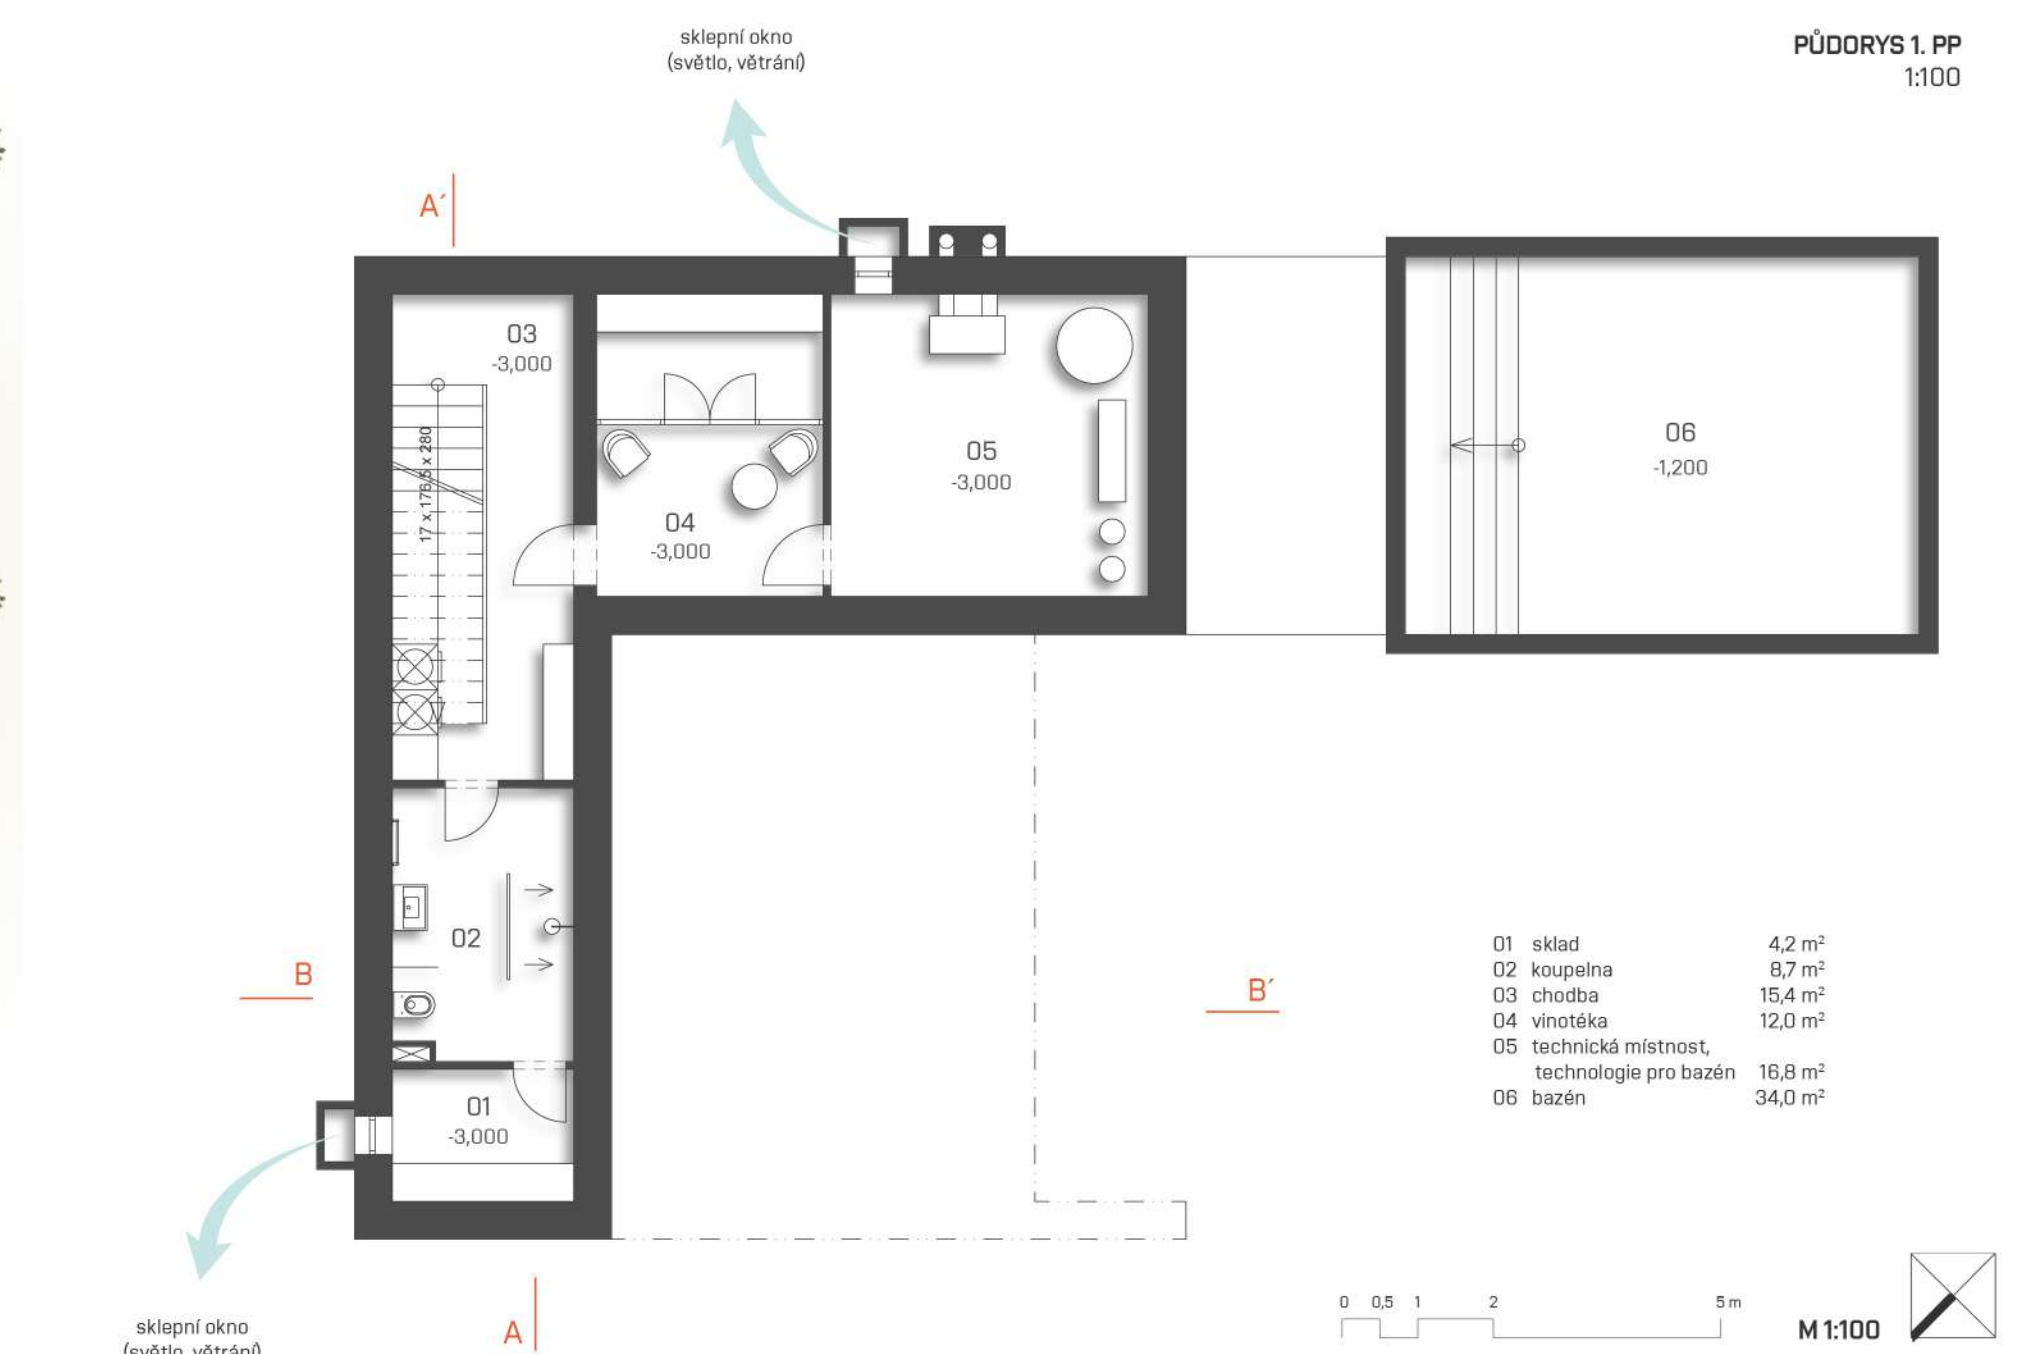 sklepní okno
(světlo, větrání)
PŮDORYS 1. PP
1:100
A´
03
-3,000
17 x 176,5 x 280
04
-3,000
05
-3,000
06
-1,200
02
B
B´
01
-3,000
01 sklad 4,2 m²
02 koupelna 8,7 m²
03 chodba 15,4 m²
04 vinotéka 12,0 m²
05 technická místnost,
technologie pro bazén 16,8 m²
06 bazén 34,0 m²
sklepní okno
(světlo, větrání)
A
0 0,5 1 2 5 m
M 1:100